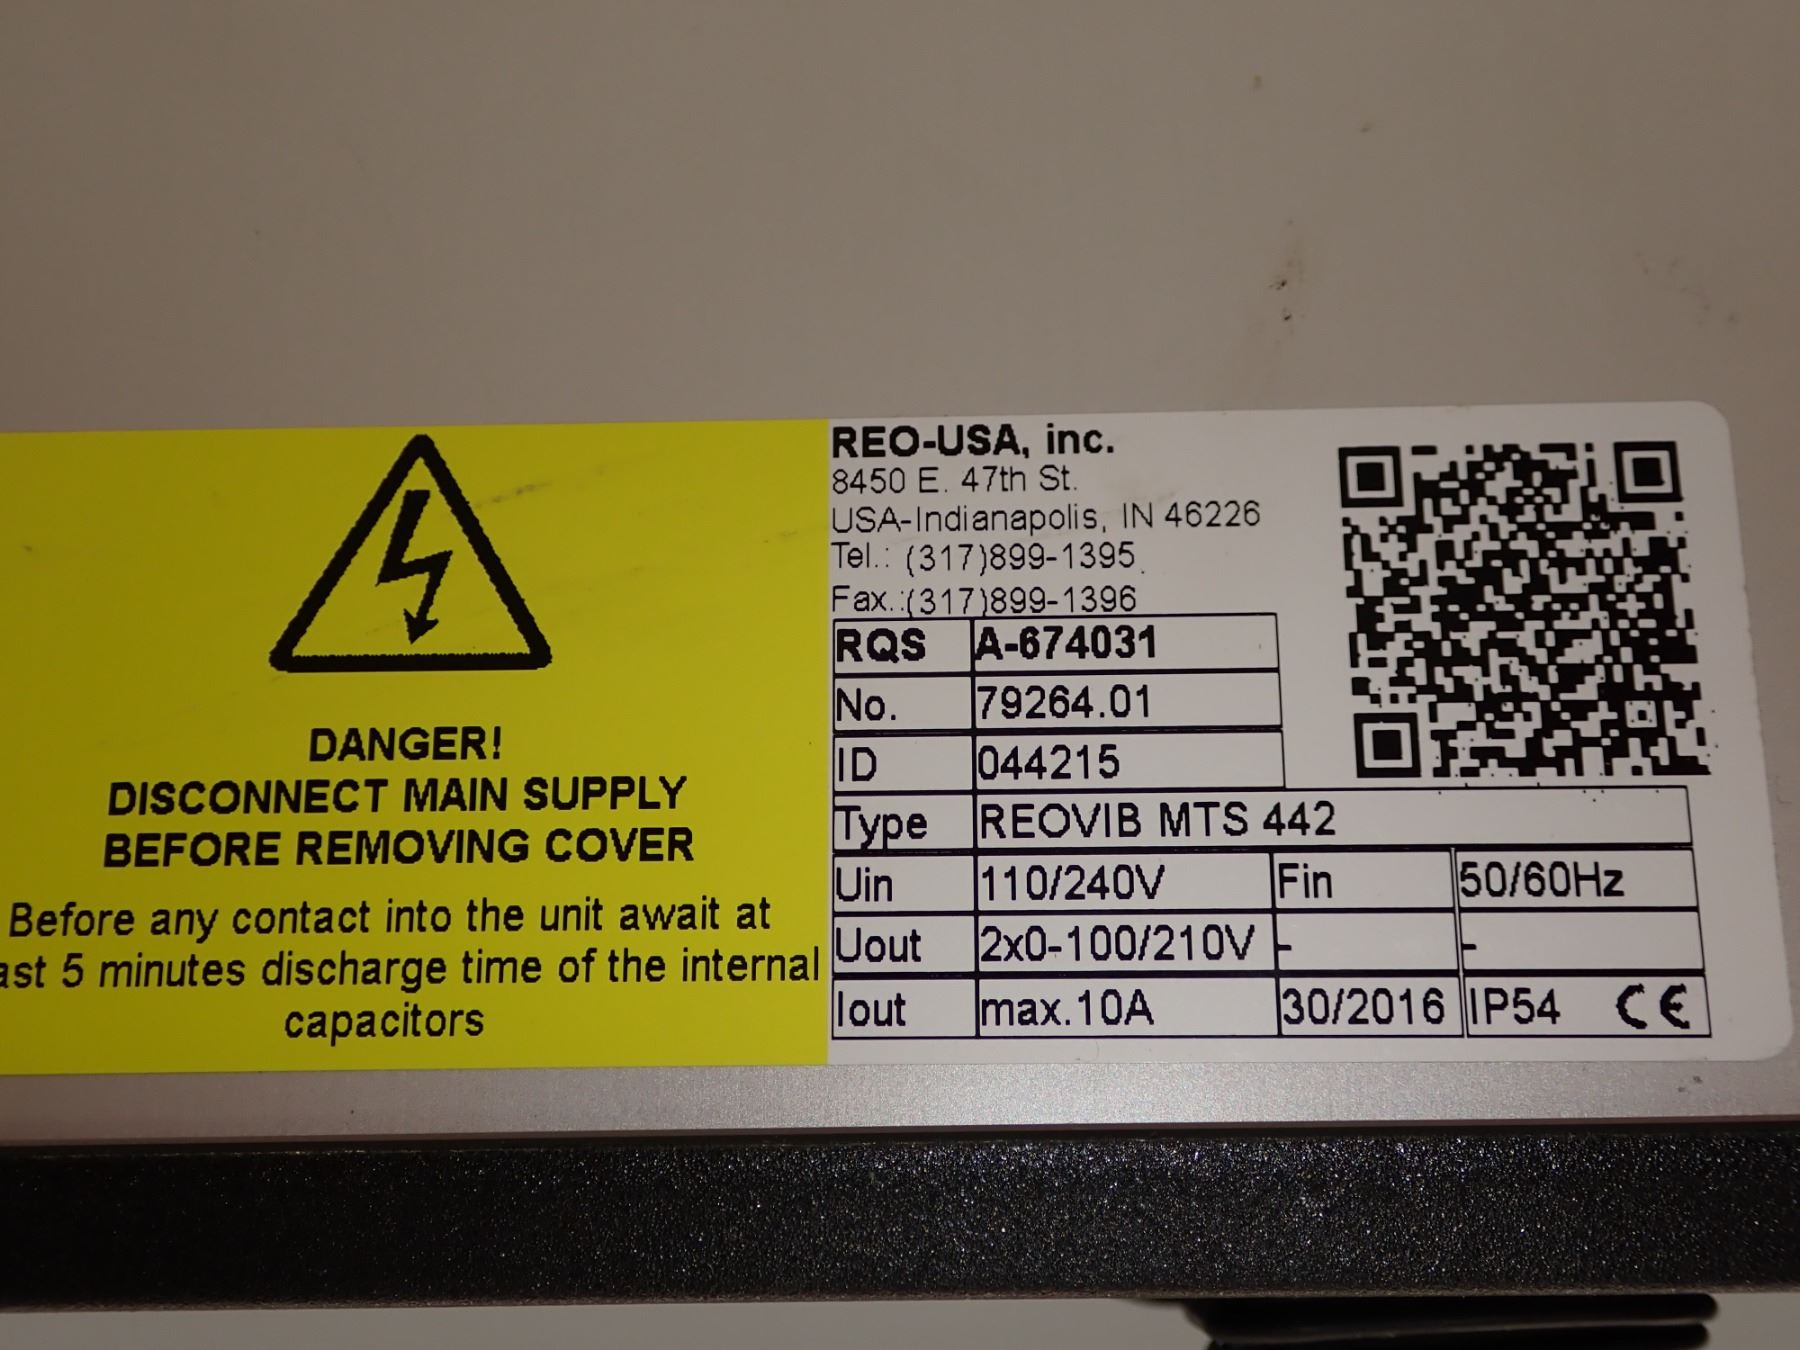 DANGER!
DISCONNECT MAIN SUPPLY
BEFORE REMOVING COVER
Before any contact into the unit await at
ast 5 minutes discharge time of the internal
capacitors
REO-USA, inc.
8450 E. 47th St.
USA-Indianapolis, IN 46226
Tel.: (317)899-1395
Fax.:(317)899-1396
RQS A-674031
No. 79264.01
ID 044215
Type REOVIB MTS 442
Uin 110/240V Fin 50/60Hz
Uout 2x0-100/210V - -
Iout max.10A 30/2016 IP54 CE